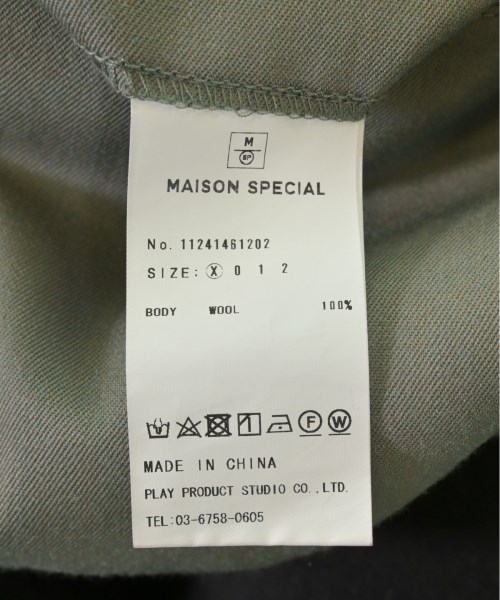 M
SP
MAISON SPECIAL
No. 11241461202
SIZE: X 0 1 2
BODY WOOL 100%
F W
MADE IN CHINA
PLAY PRODUCT STUDIO CO.,LTD.
TEL:03-6758-0605